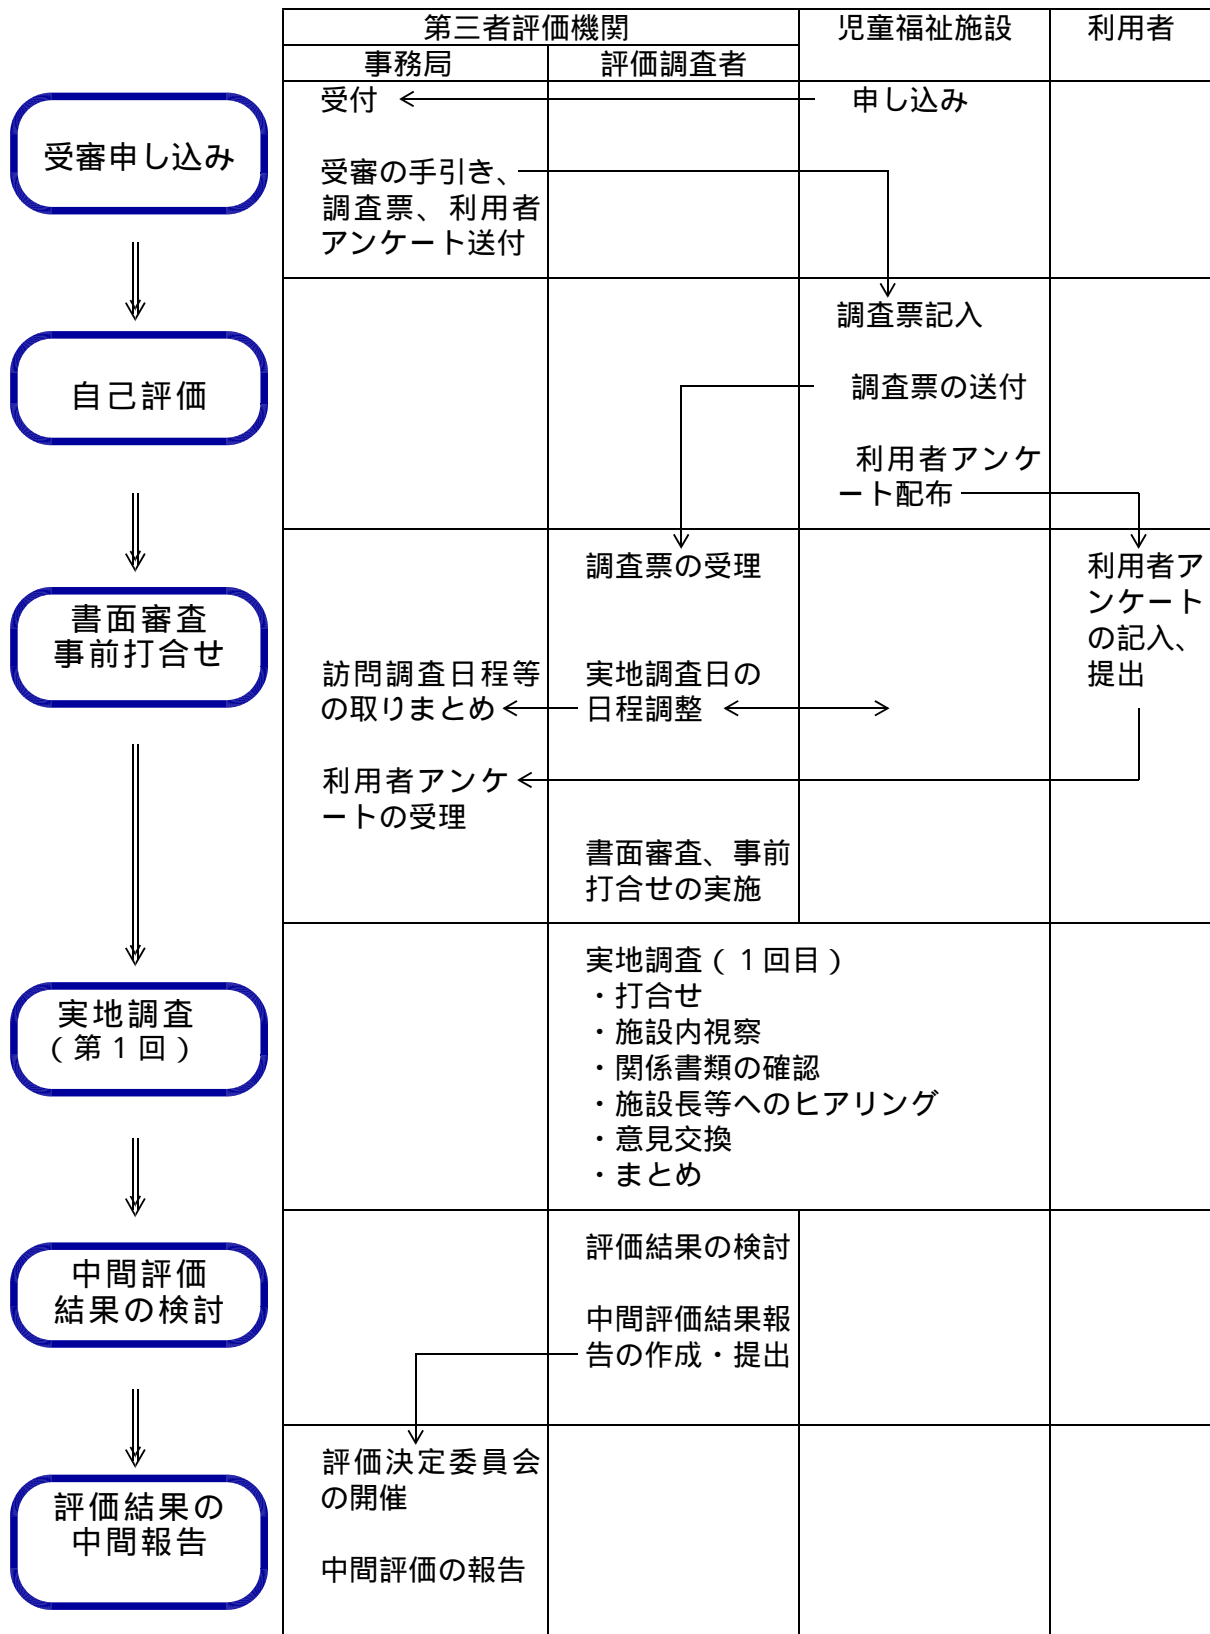 第三者評価機関
児童福祉施設
利用者
事務局
評価調査者
受審申し込み
受付
申し込み
受審の手引き、
調査票、利用者
アンケート送付
自己評価
調査票記入
調査票の送付
利用者アンケ
ート配布
書面審査
事前打合せ
調査票の受理
利用者ア
ンケート
の記入、
提出
訪問調査日程等
の取りまとめ
実地調査日の
日程調整
利用者アンケ
ートの受理
書面審査、事前
打合せの実施
実地調査
(第1回)
実地調査(1回目)
・打合せ
・施設内視察
・関係書類の確認
・施設長等へのヒアリング
・意見交換
・まとめ
中間評価
結果の検討
評価結果の検討
中間評価結果報
告の作成・提出
評価結果の
中間報告
評価決定委員会
の開催
中間評価の報告